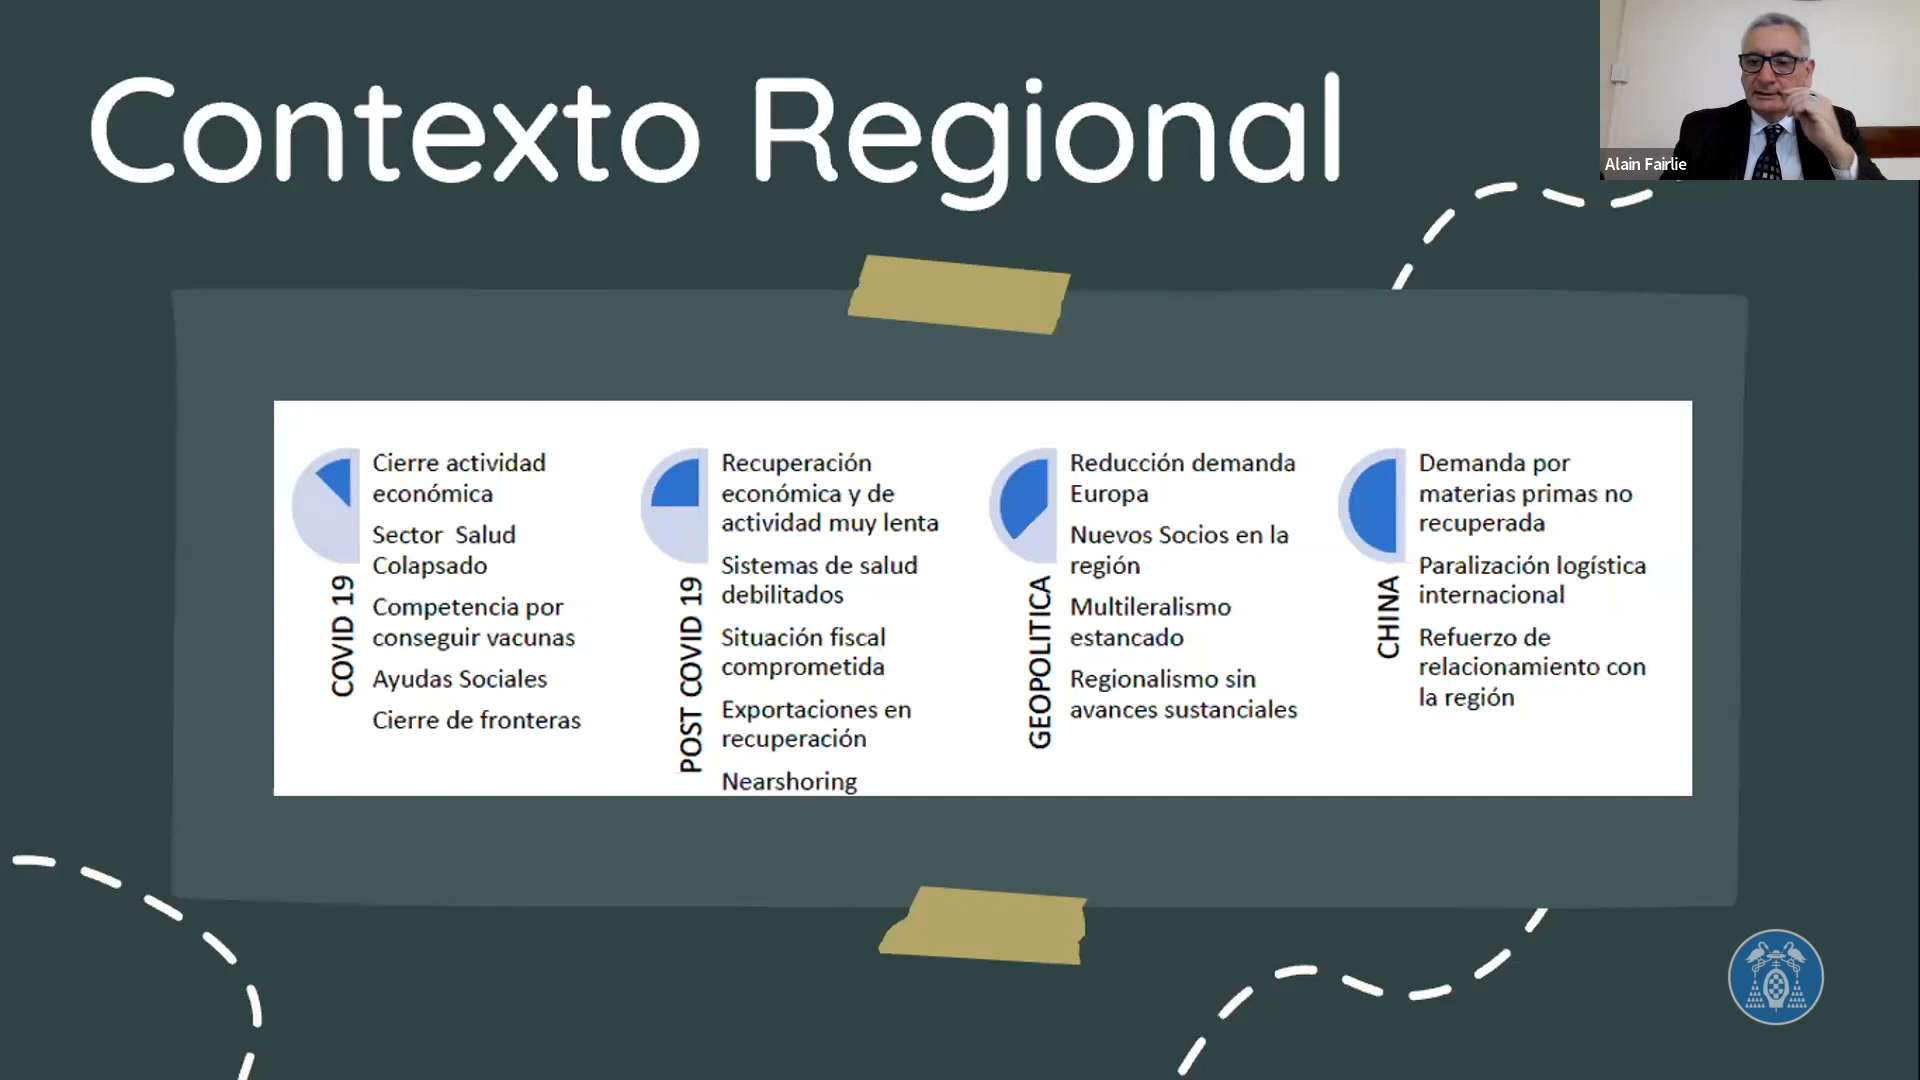 Contexto Regional
Alain Fairlie
COVID 19
Cierre actividad
económica
Sector  Salud
Colapsado
Competencia por
conseguir vacunas
Ayudas Sociales
Cierre de fronteras
POST COVID 19
Recuperación
económica y de
actividad muy lenta
Sistemas de salud
debilitados
Situación fiscal
comprometida
Exportaciones en
recuperación
Nearshoring
GEOPOLITICA
Reducción demanda
Europa
Nuevos Socios en la
región
Multileralismo
estancado
Regionalismo sin
avances sustanciales
CHINA
Demanda por
materias primas no
recuperada
Paralización logística
internacional
Refuerzo de
relacionamiento con
la región